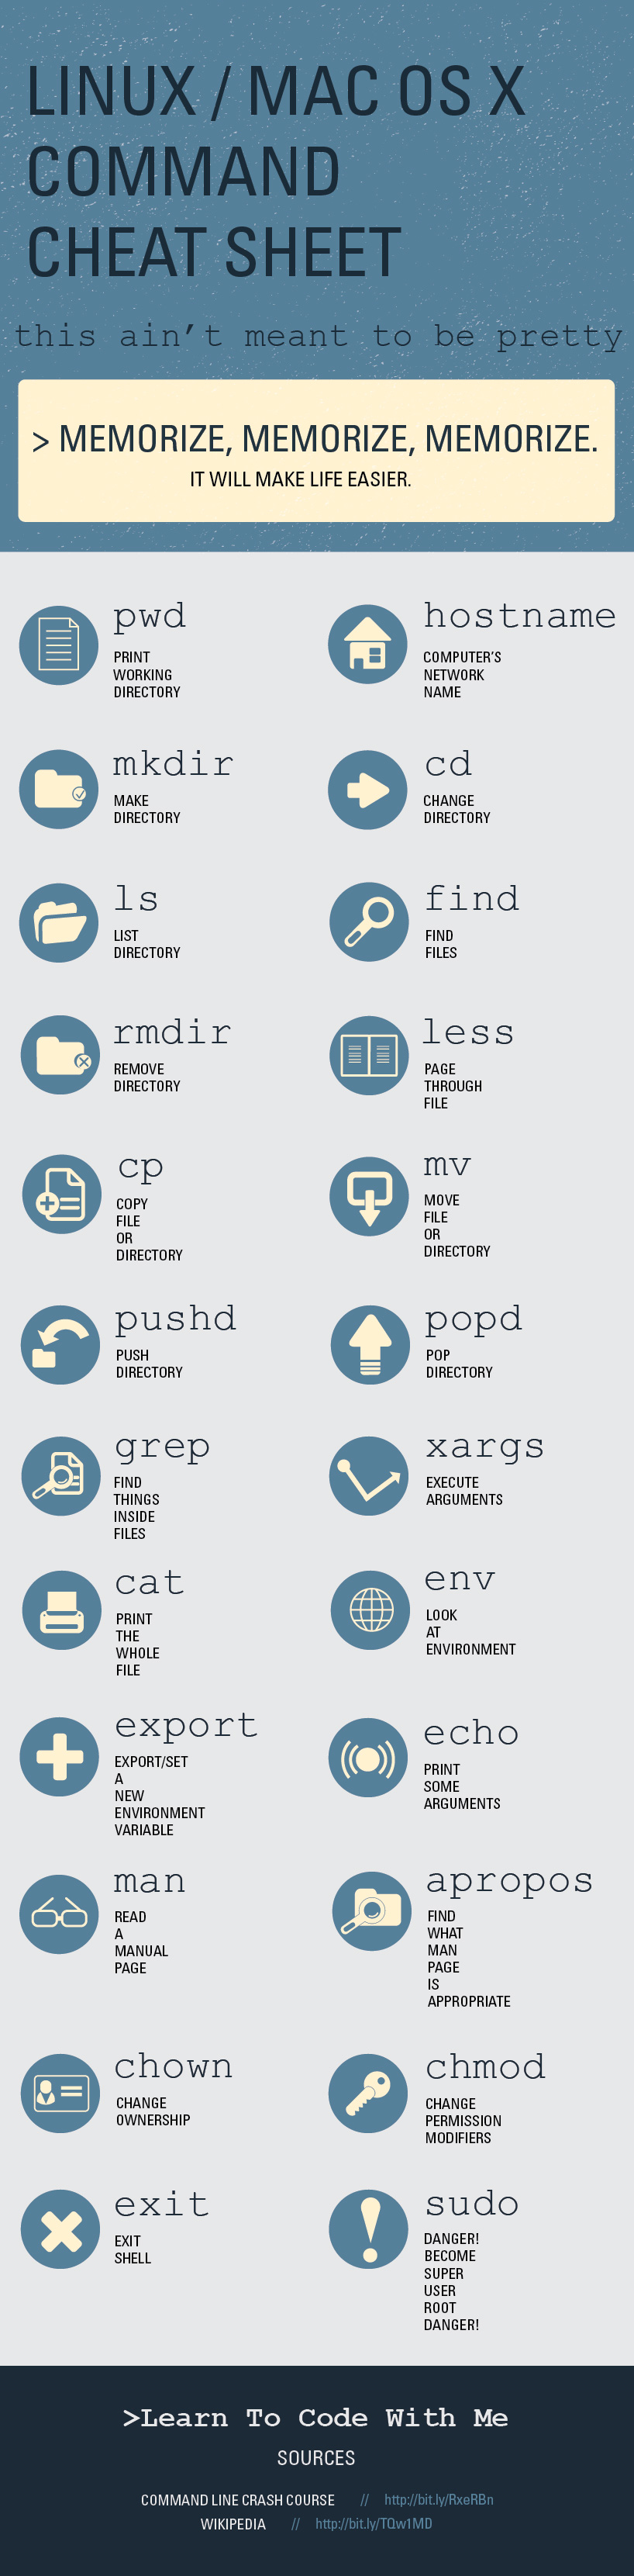 LINUX / MAC OS X
COMMAND
CHEAT SHEET
this ain't meant to be pretty
> MEMORIZE, MEMORIZE, MEMORIZE.
IT WILL MAKE LIFE EASIER.
pwd
PRINT
WORKING
DIRECTORY
hostname
COMPUTER'S
NETWORK
NAME
mkdir
MAKE
DIRECTORY
cd
CHANGE
DIRECTORY
ls
LIST
DIRECTORY
find
FIND
FILES
rmdir
REMOVE
DIRECTORY
less
PAGE
THROUGH
FILE
cp
COPY
FILE
OR
DIRECTORY
mv
MOVE
FILE
OR
DIRECTORY
pushd
PUSH
DIRECTORY
popd
POP
DIRECTORY
grep
FIND
THINGS
INSIDE
FILES
xargs
EXECUTE
ARGUMENTS
cat
PRINT
THE
WHOLE
FILE
env
LOOK
AT
ENVIRONMENT
export
EXPORT/SET
A
NEW
ENVIRONMENT
VARIABLE
echo
PRINT
SOME
ARGUMENTS
man
READ
A
MANUAL
PAGE
apropos
FIND
WHAT
MAN
PAGE
IS
APPROPRIATE
chown
CHANGE
OWNERSHIP
chmod
CHANGE
PERMISSION
MODIFIERS
exit
EXIT
SHELL
sudo
DANGER!
BECOME
SUPER
USER
ROOT
DANGER!
>Learn To Code With Me
SOURCES
COMMAND LINE CRASH COURSE // http://bit.ly/RxeRBn
WIKIPEDIA // http://bit.ly/TQw1MD